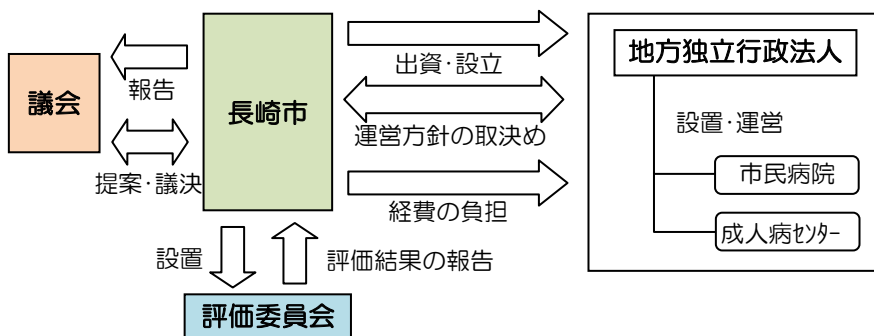 議会
報告
提案・議決
長崎市
出資・設立
運営方針の取決め
経費の負担
地方独立行政法人
設置・運営
市民病院
成人病ｾﾝﾀｰ
設置
評価結果の報告
評価委員会